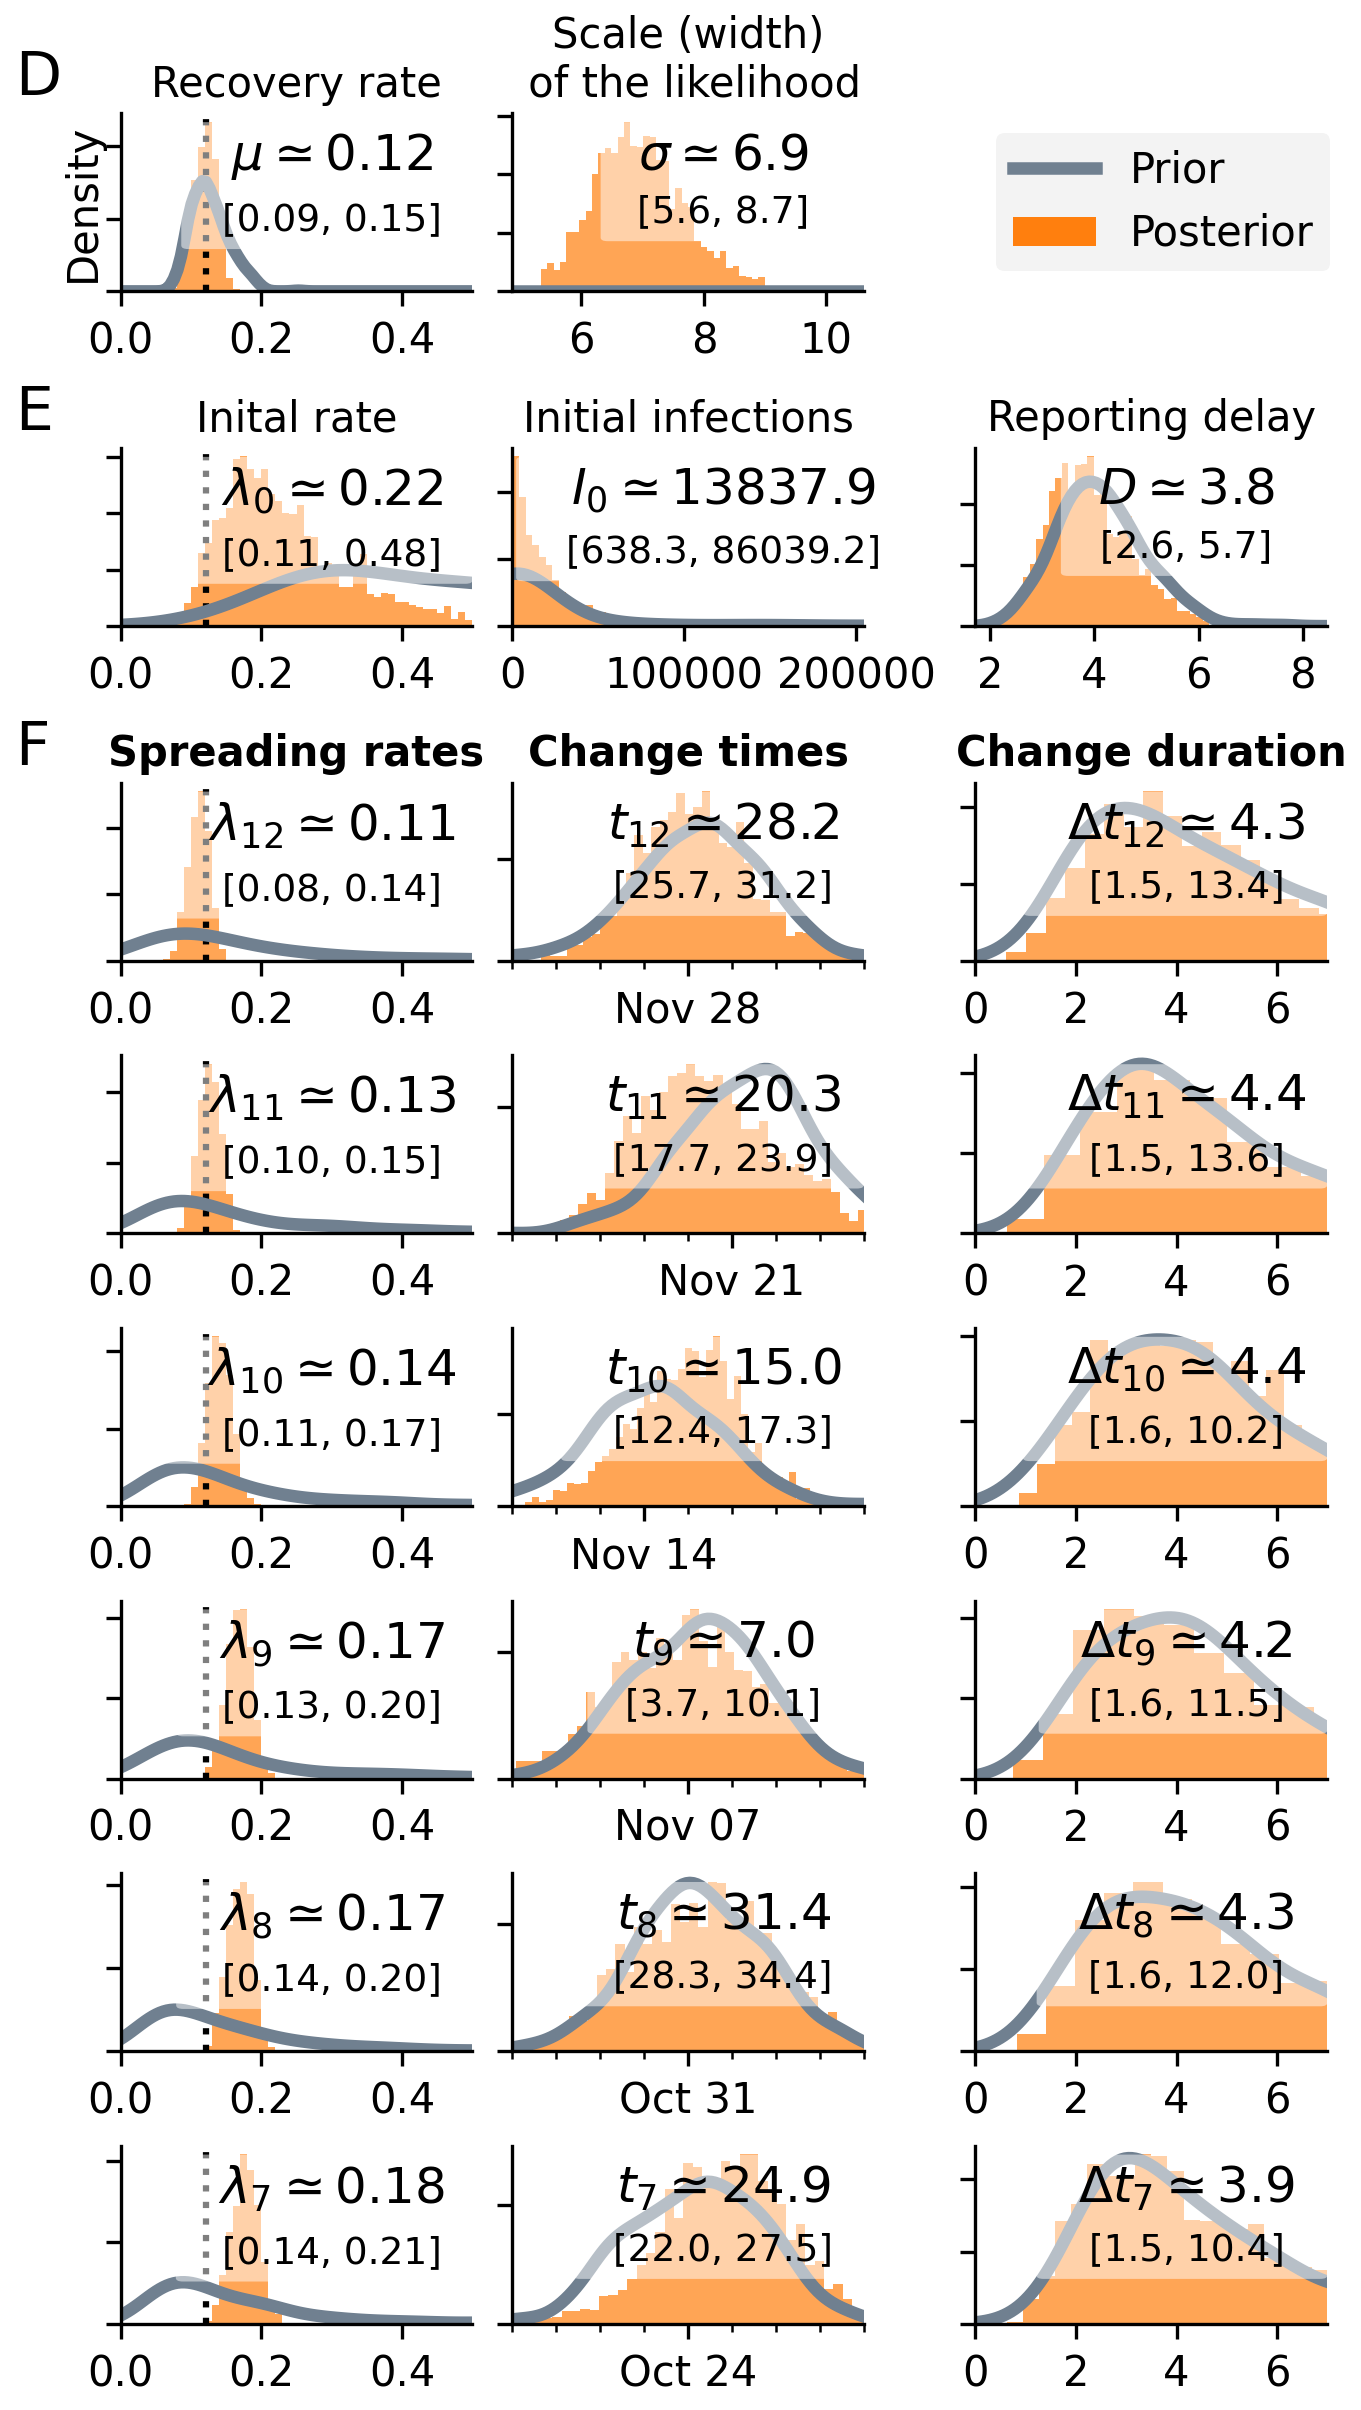 D
Recovery rate
Scale (width)
of the likelihood
Density
μ ≃ 0.12
[0.09, 0.15]
0.0 0.2 0.4
σ ≃ 6.9
[5.6, 8.7]
6 8 10
Prior
Posterior
E
Inital rate
Initial infections
Reporting delay
λ₀ ≃ 0.22
[0.11, 0.48]
0.0 0.2 0.4
I₀ ≃ 13837.9
[638.3, 86039.2]
0 100000 200000
D ≃ 3.8
[2.6, 5.7]
2 4 6 8
F
Spreading rates
Change times
Change duration
λ₁₂ ≃ 0.11
[0.08, 0.14]
0.0 0.2 0.4
t₁₂ ≃ 28.2
[25.7, 31.2]
Nov 28
Δt₁₂ ≃ 4.3
[1.5, 13.4]
0 2 4 6
λ₁₁ ≃ 0.13
[0.10, 0.15]
0.0 0.2 0.4
t₁₁ ≃ 20.3
[17.7, 23.9]
Nov 21
Δt₁₁ ≃ 4.4
[1.5, 13.6]
0 2 4 6
λ₁₀ ≃ 0.14
[0.11, 0.17]
0.0 0.2 0.4
t₁₀ ≃ 15.0
[12.4, 17.3]
Nov 14
Δt₁₀ ≃ 4.4
[1.6, 10.2]
0 2 4 6
λ₉ ≃ 0.17
[0.13, 0.20]
0.0 0.2 0.4
t₉ ≃ 7.0
[3.7, 10.1]
Nov 07
Δt₉ ≃ 4.2
[1.6, 11.5]
0 2 4 6
λ₈ ≃ 0.17
[0.14, 0.20]
0.0 0.2 0.4
t₈ ≃ 31.4
[28.3, 34.4]
Oct 31
Δt₈ ≃ 4.3
[1.6, 12.0]
0 2 4 6
λ₇ ≃ 0.18
[0.14, 0.21]
0.0 0.2 0.4
t₇ ≃ 24.9
[22.0, 27.5]
Oct 24
Δt₇ ≃ 3.9
[1.5, 10.4]
0 2 4 6